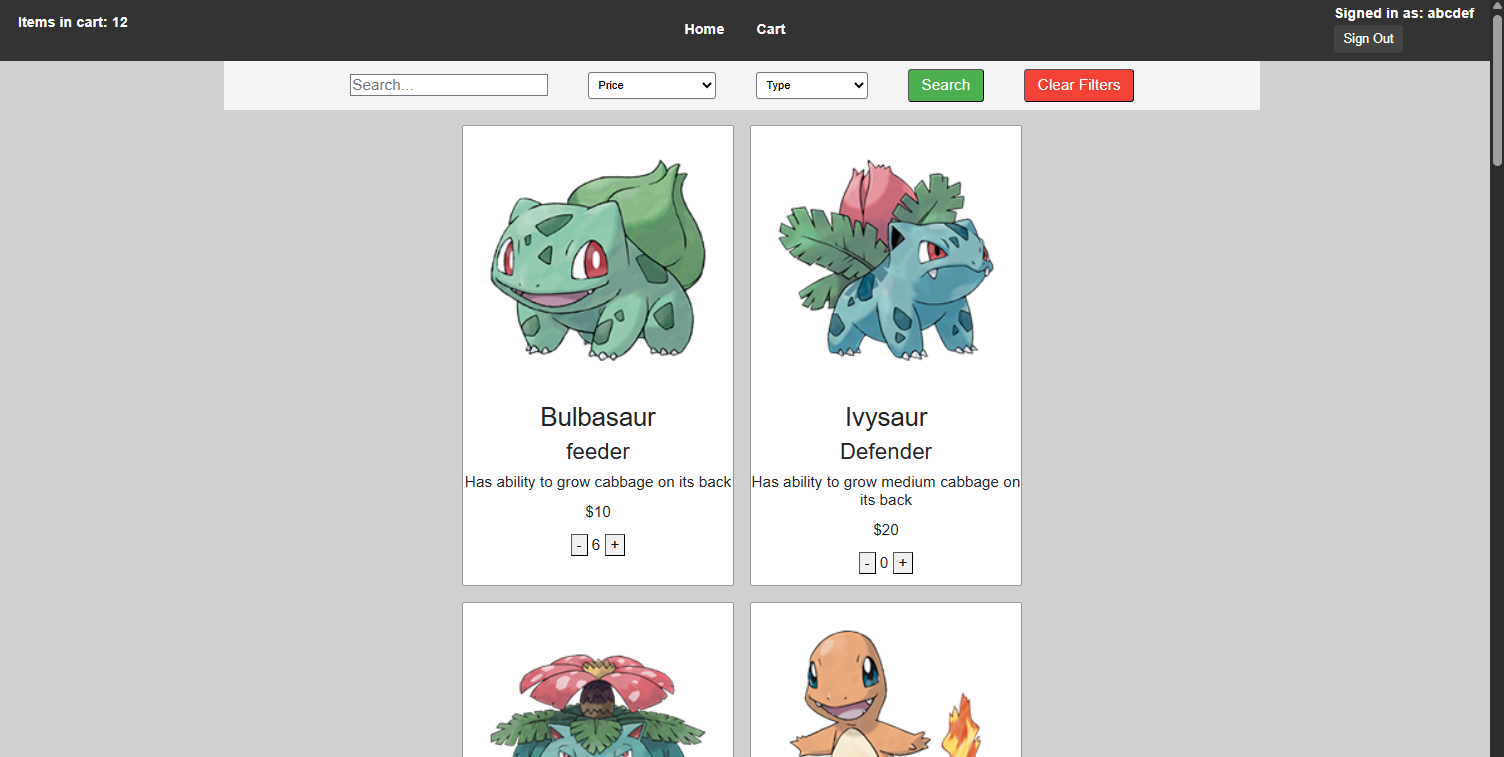 Items in cart: 12
Home
Cart
Signed in as: abcdef
Sign Out
Search...
Price
Type
Search
Clear Filters
Bulbasaur
feeder
Has ability to grow cabbage on its back
$10
- 6 +
Ivysaur
Defender
Has ability to grow medium cabbage on
its back
$20
- 0 +